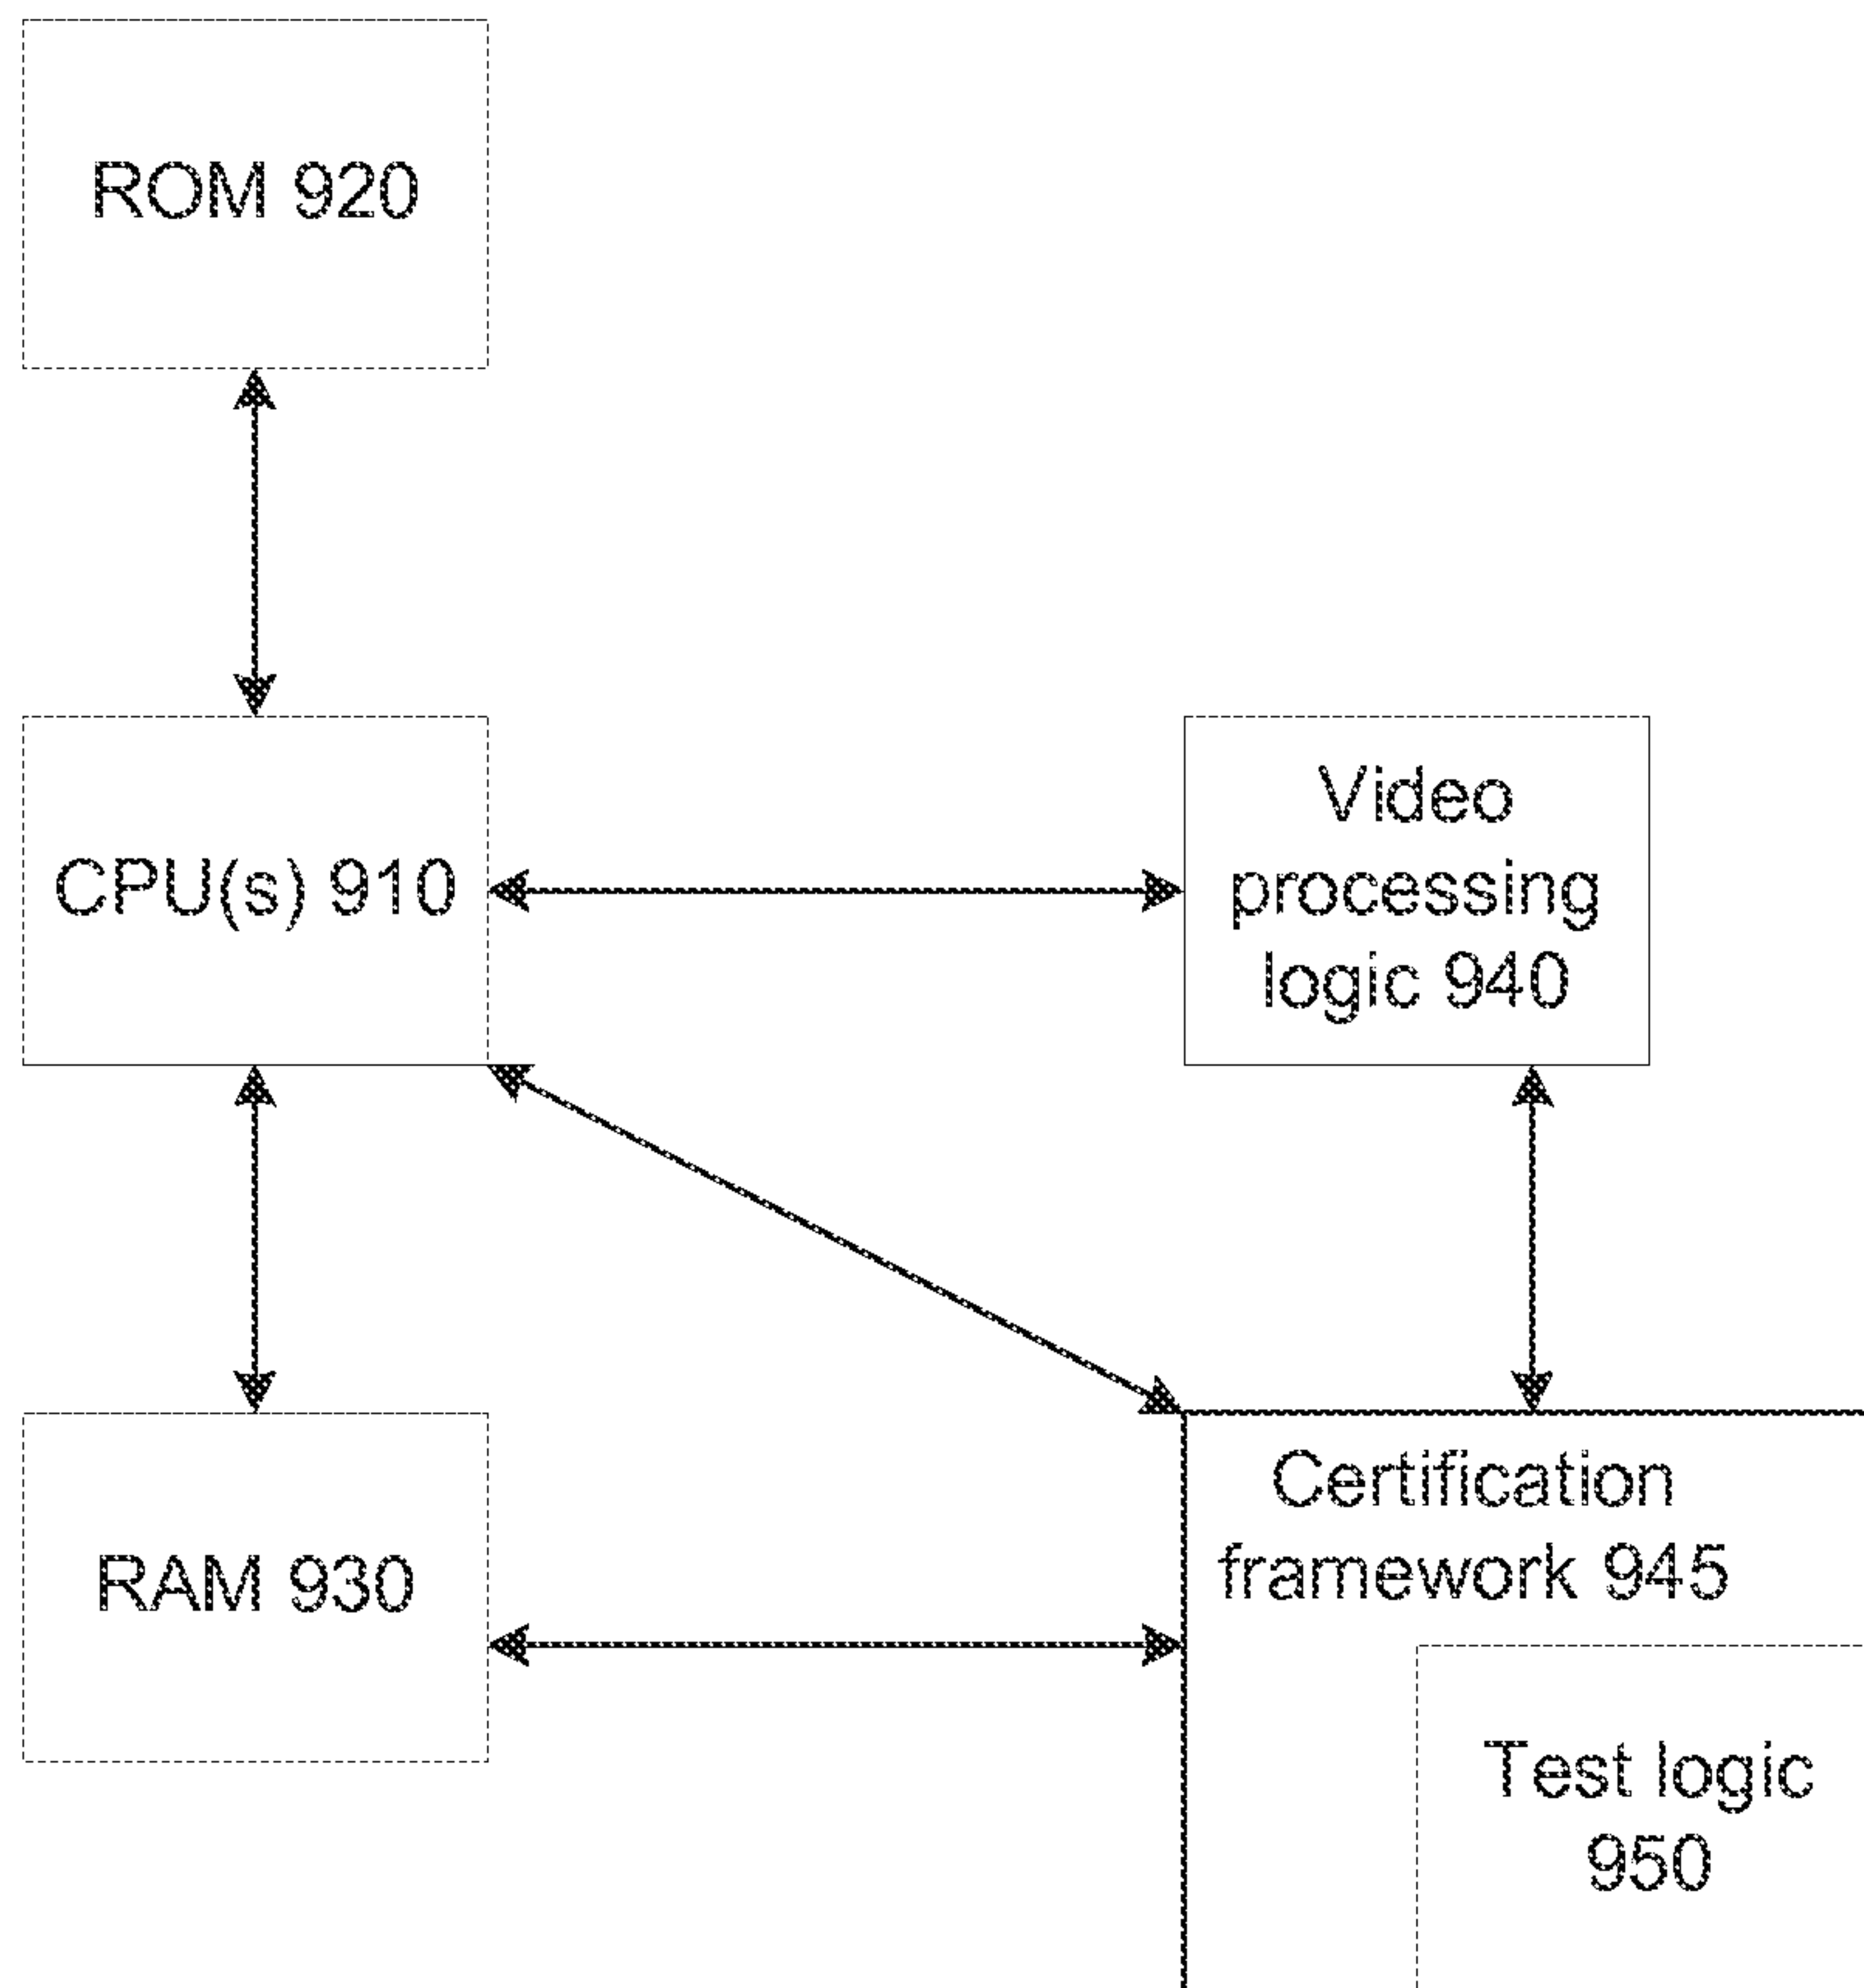 ROM 920
CPU(s) 910
Video
processing
logic 940
RAM 930
Certification
framework 945
Test logic
950